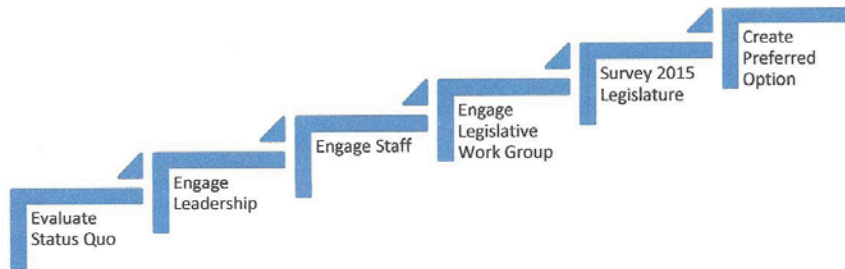 Evaluate
Status Quo
Engage
Leadership
Engage Staff
Engage
Legislative
Work Group
Survey 2015
Legislature
Create
Preferred
Option